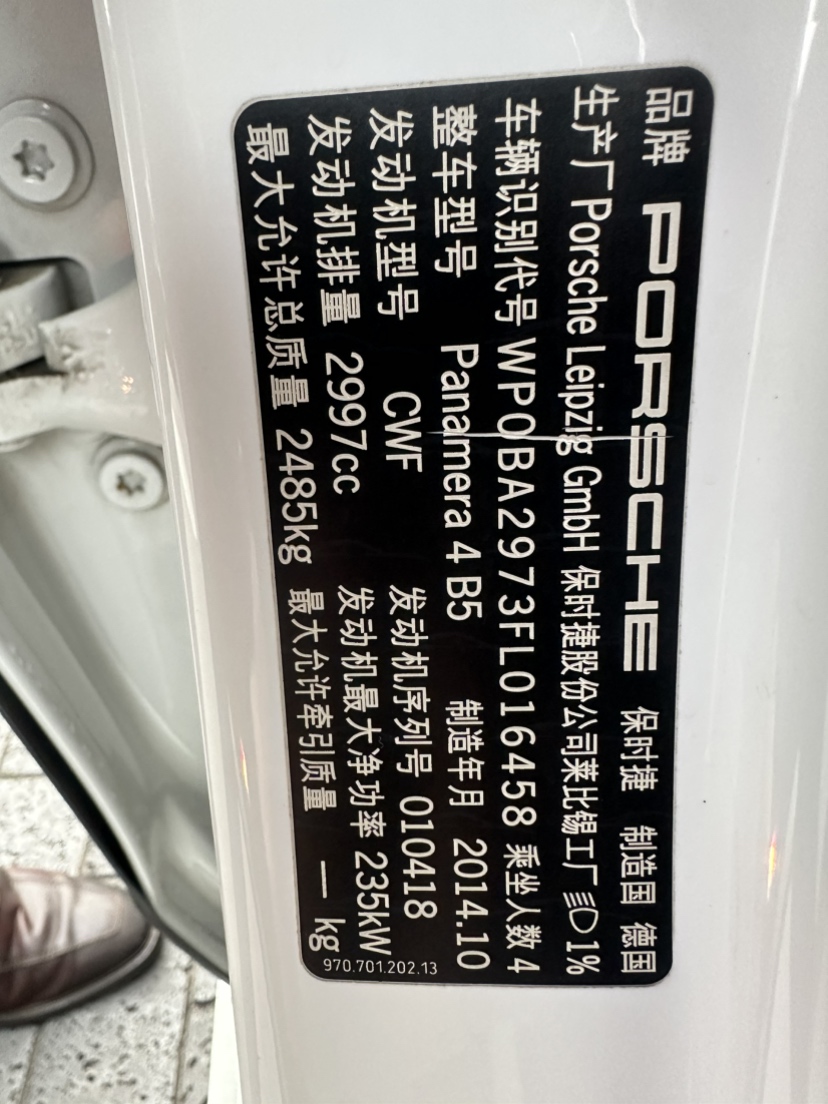 品牌 PORSCHE 保时捷 制造国 德国
生产厂 Porsche Leipzig GmbH 保时捷股份公司莱比锡工厂 1%
车辆识别代号 WP0BA2973FL016458 乘坐人数 4
整车型号 Panamera 4 B5 制造年月 2014.10
发动机型号 CWF 发动机序列号 010418
发动机排量 2997cc 发动机最大净功率 235kW
最大允许总质量 2485kg 最大允许牵引质量 — kg
970.701.202.13